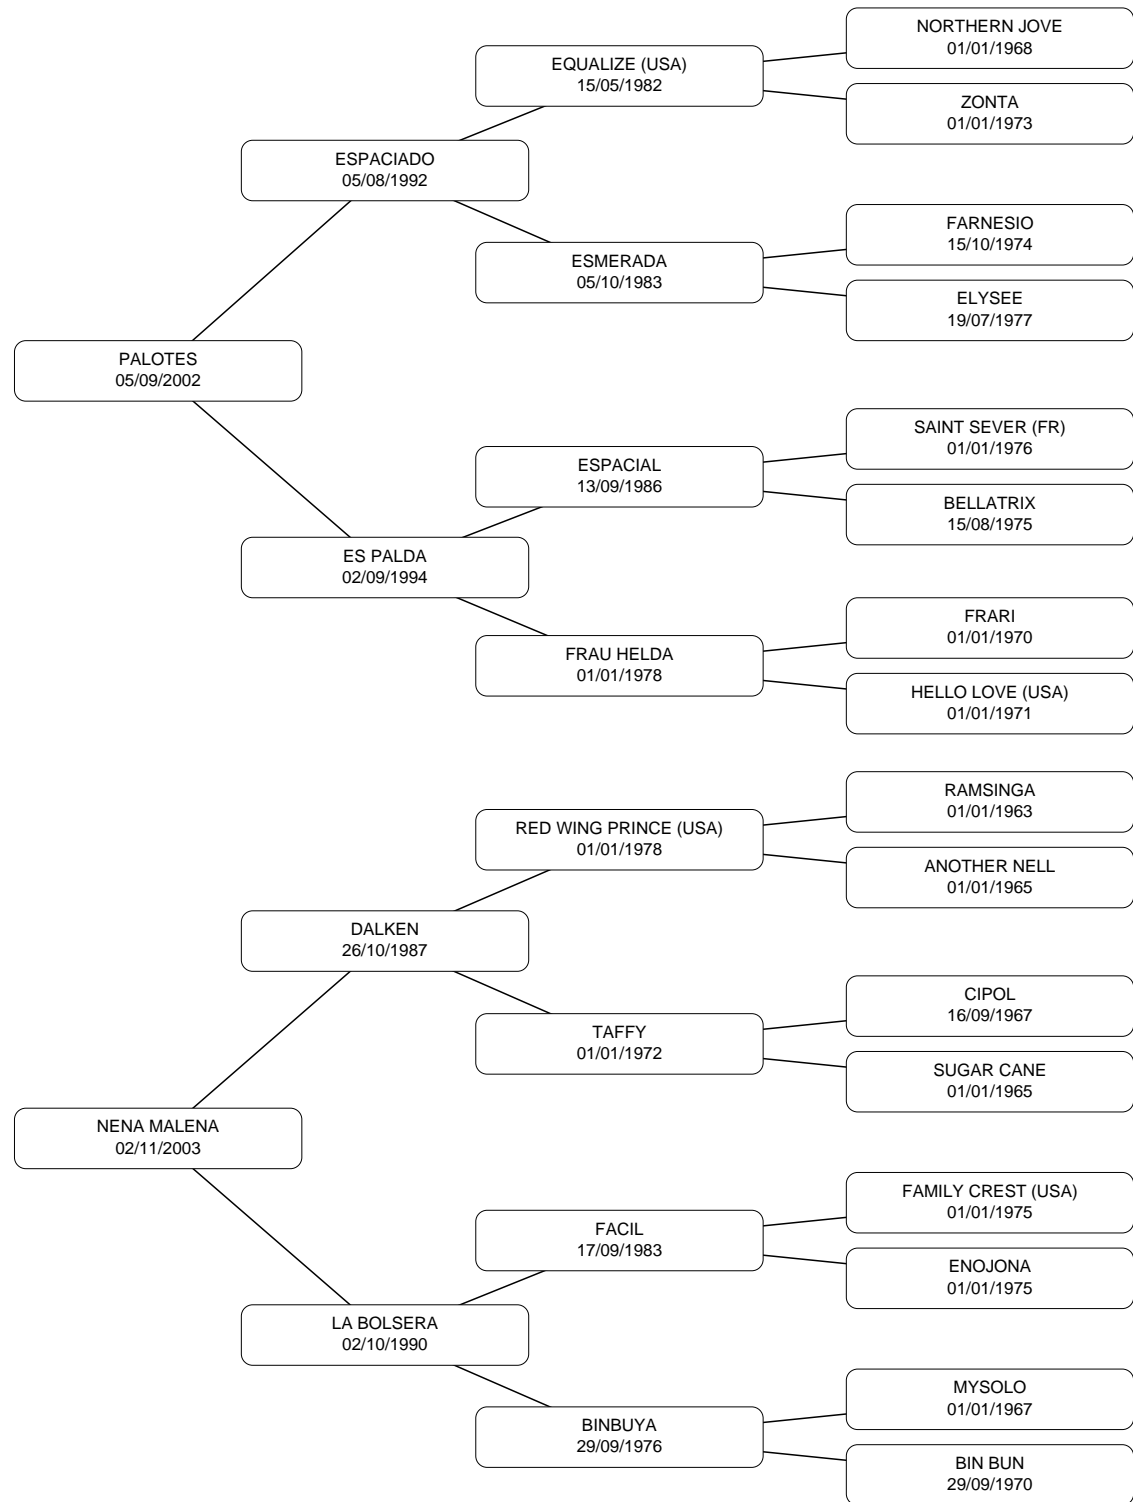 NORTHERN JOVE
01/01/1968
EQUALIZE (USA)
15/05/1982
ZONTA
01/01/1973
ESPACIADO
05/08/1992
FARNESIO
15/10/1974
ESMERADA
05/10/1983
ELYSEE
19/07/1977
PALOTES
05/09/2002
SAINT SEVER (FR)
01/01/1976
ESPACIAL
13/09/1986
BELLATRIX
15/08/1975
ES PALDA
02/09/1994
FRARI
01/01/1970
FRAU HELDA
01/01/1978
HELLO LOVE (USA)
01/01/1971
RAMSINGA
01/01/1963
RED WING PRINCE (USA)
01/01/1978
ANOTHER NELL
01/01/1965
DALKEN
26/10/1987
CIPOL
16/09/1967
TAFFY
01/01/1972
SUGAR CANE
01/01/1965
NENA MALENA
02/11/2003
FAMILY CREST (USA)
01/01/1975
FACIL
17/09/1983
ENOJONA
01/01/1975
LA BOLSERA
02/10/1990
MYSOLO
01/01/1967
BINBUYA
29/09/1976
BIN BUN
29/09/1970